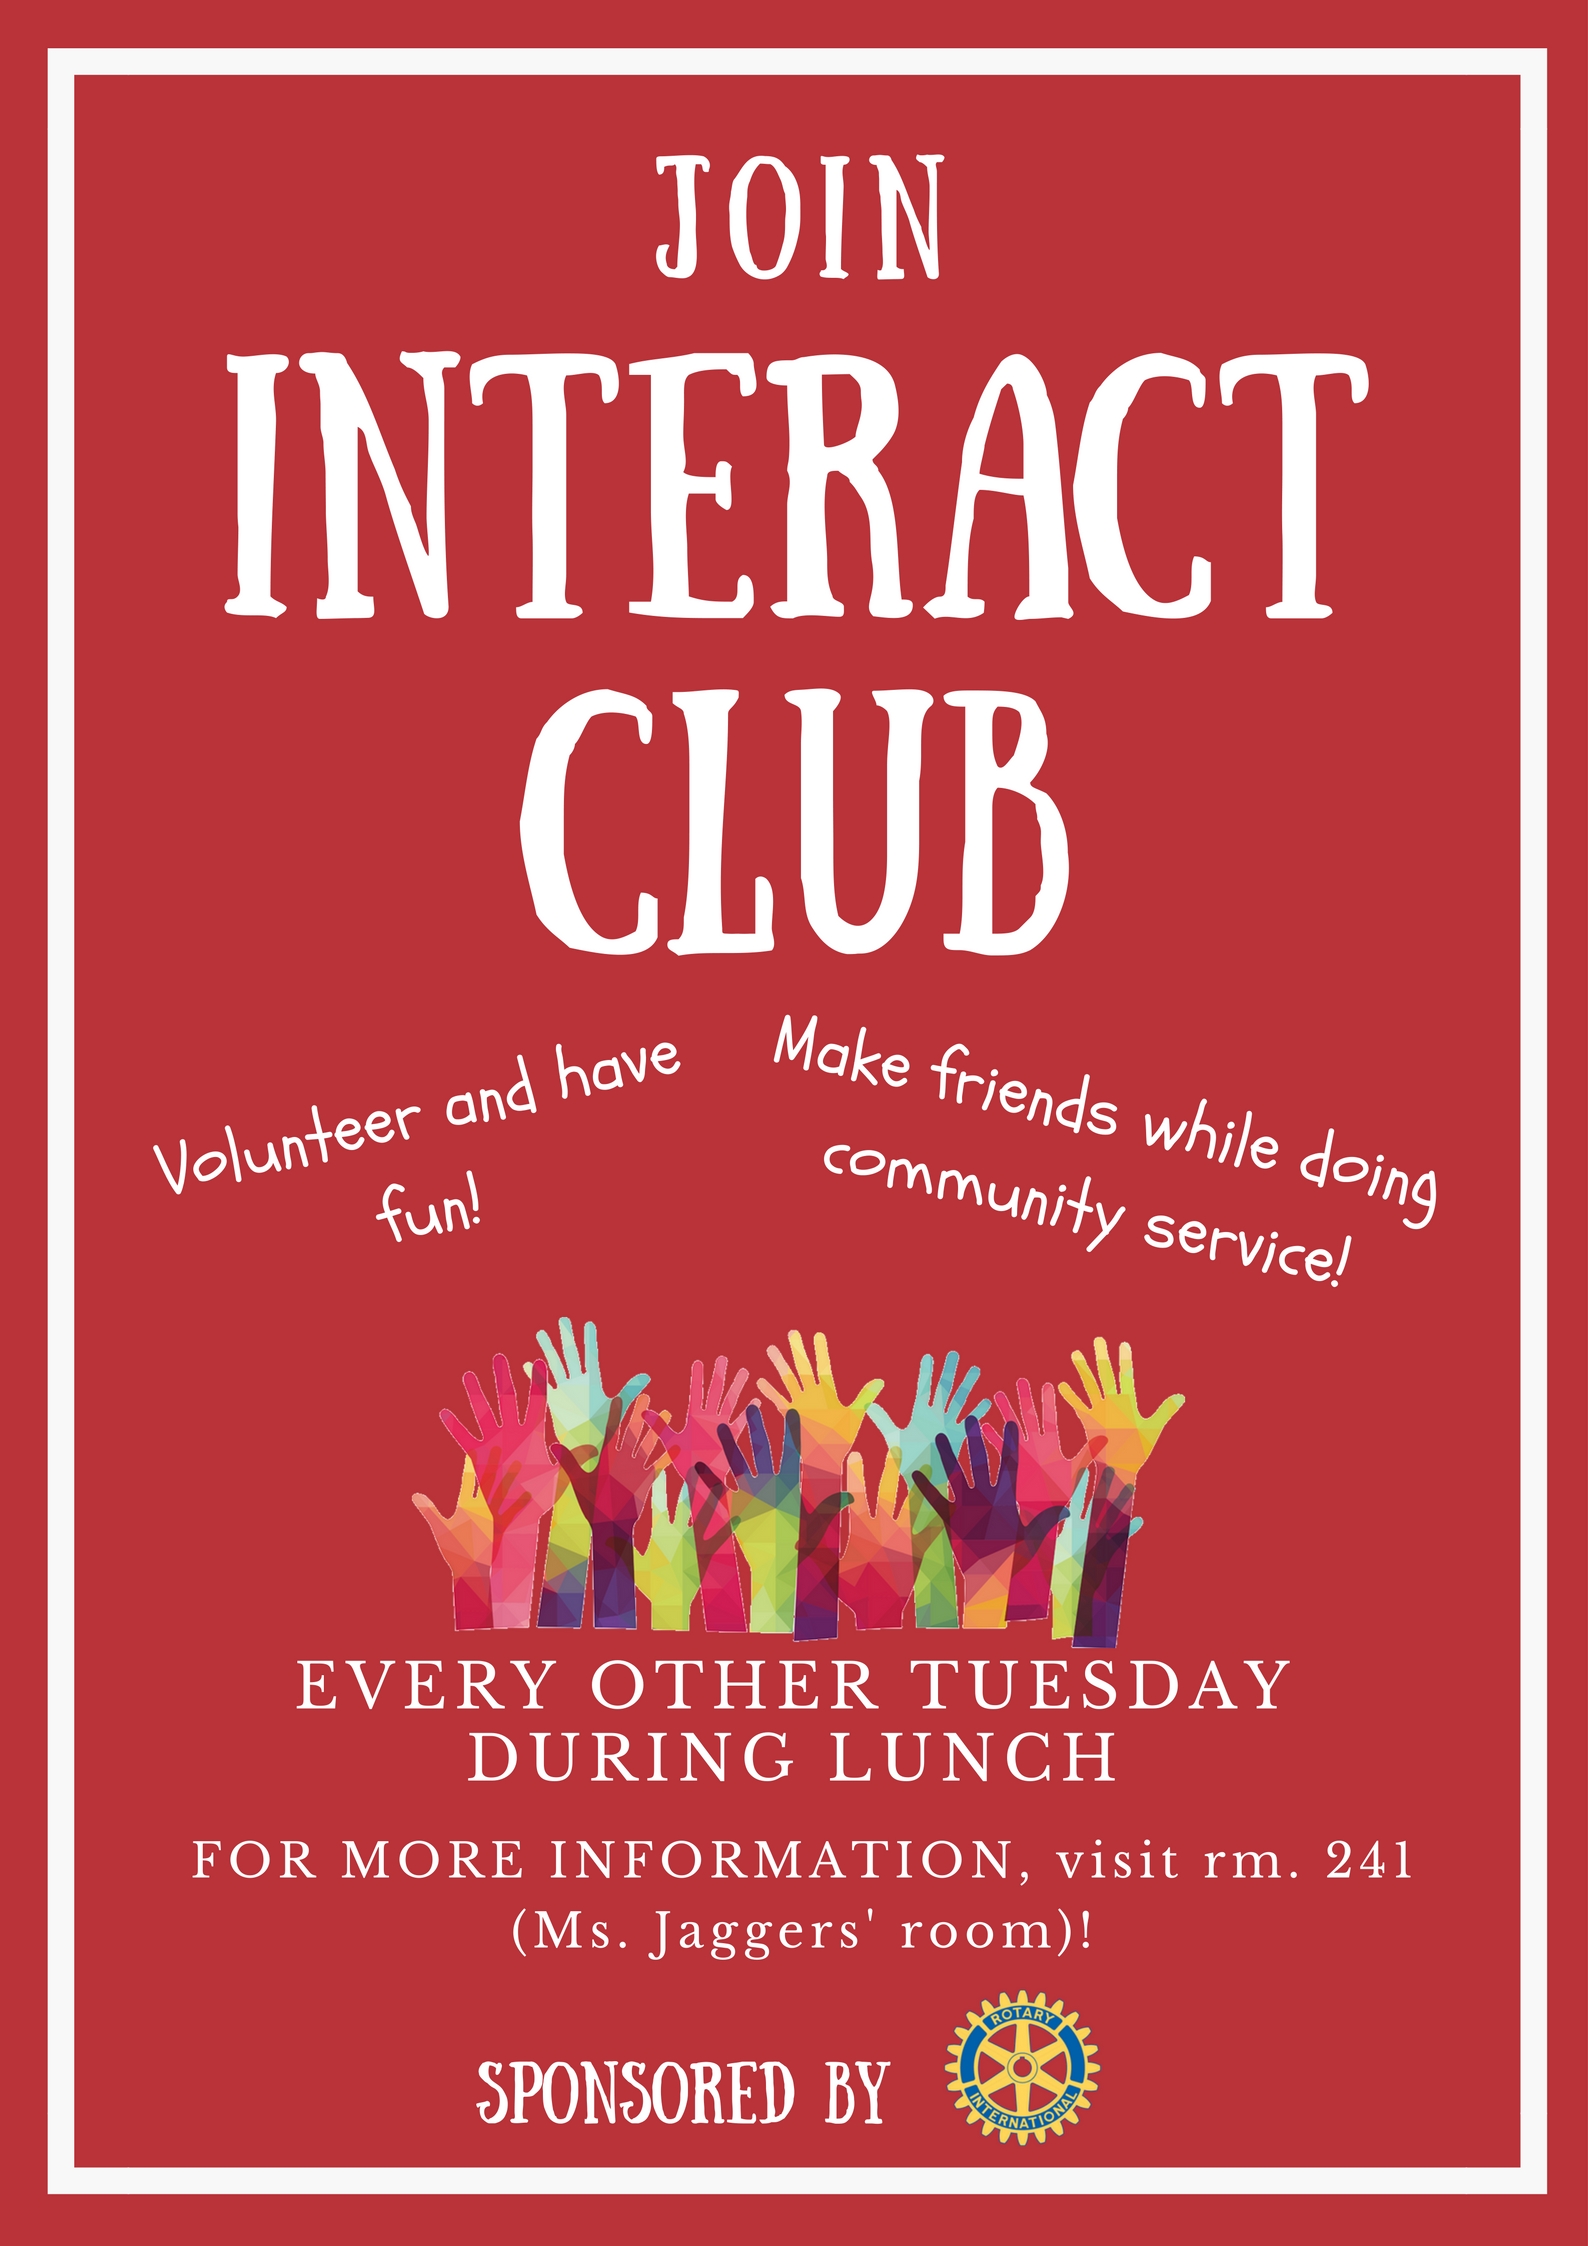 JOIN
INTERACT
CLUB
Volunteer and have
fun!
Make friends while doing
community service!
EVERY OTHER TUESDAY
DURING LUNCH
FOR MORE INFORMATION, visit rm. 241
(Ms. Jaggers' room)!
SPONSORED BY
ROTARY
INTERNATIONAL